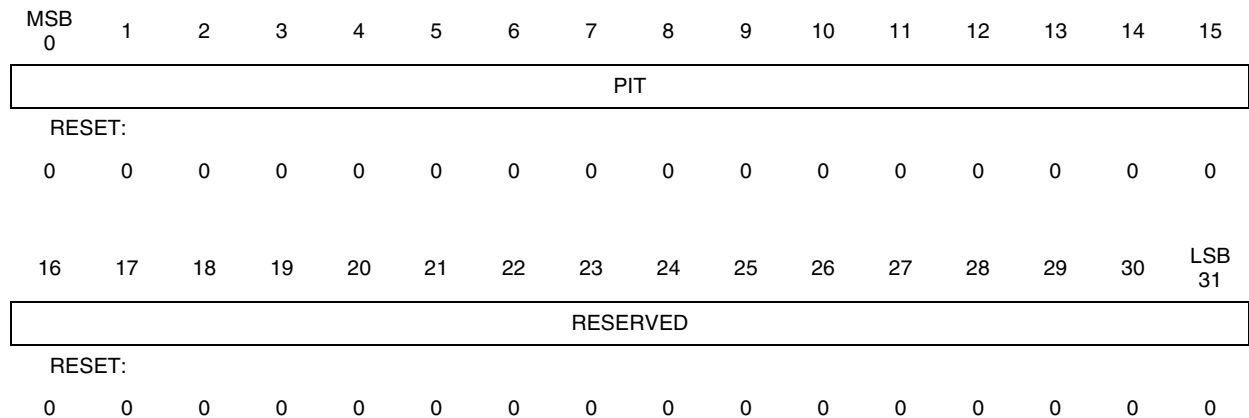 MSB
0 1 2 3 4 5 6 7 8 9 10 11 12 13 14 15
PIT
RESET:
0 0 0 0 0 0 0 0 0 0 0 0 0 0 0 0
16 17 18 19 20 21 22 23 24 25 26 27 28 29 30 LSB
31
RESERVED
RESET:
0 0 0 0 0 0 0 0 0 0 0 0 0 0 0 0